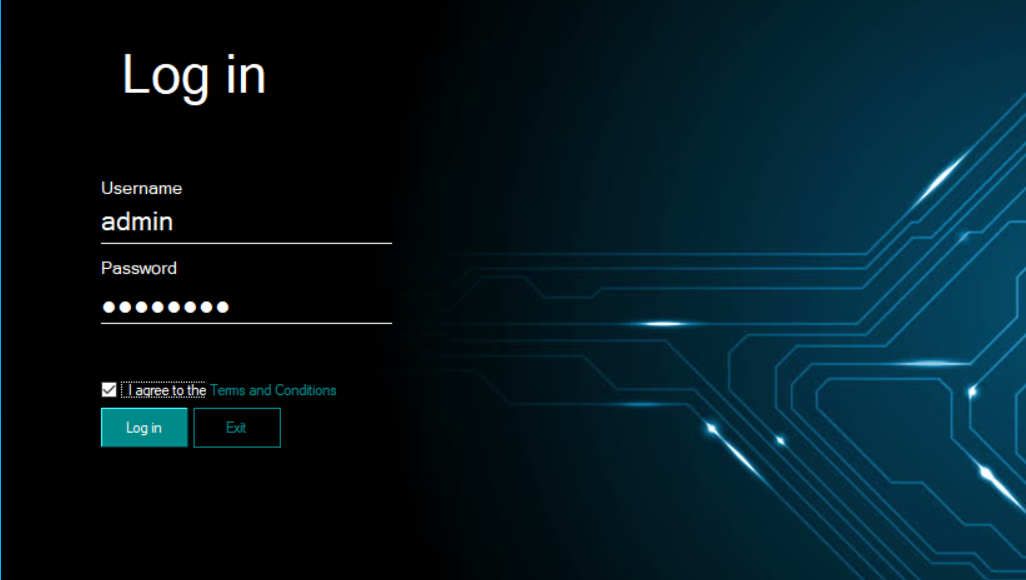 Log in
Username
admin
Password
●●●●●●●●
I agree to the Terms and Conditions
Log in
Exit